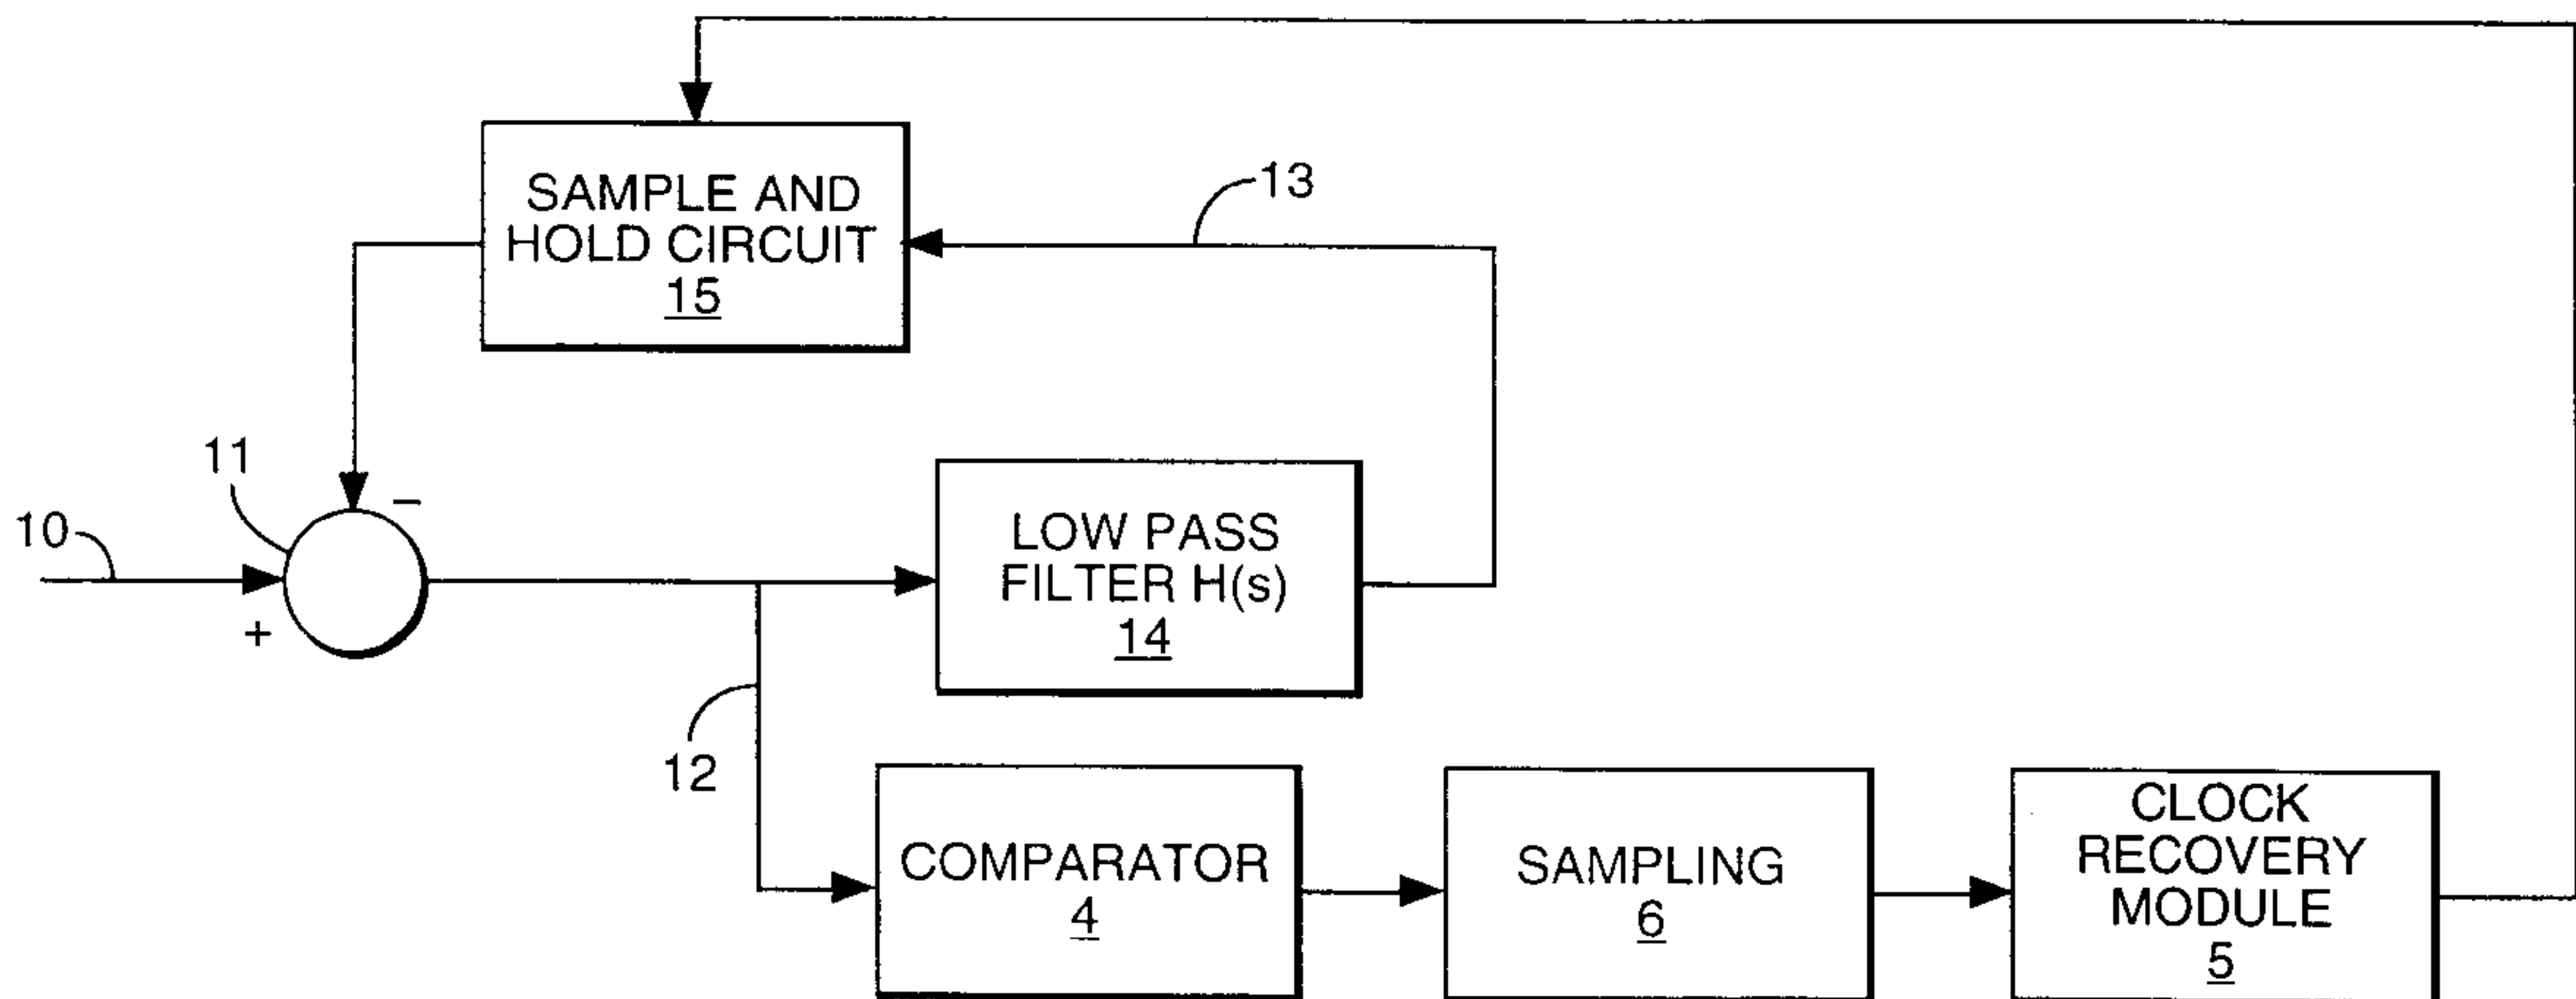 SAMPLE AND
HOLD CIRCUIT
15
13
11
10
−
+
LOW PASS
FILTER H(s)
14
12
COMPARATOR
4
SAMPLING
6
CLOCK
RECOVERY
MODULE
5